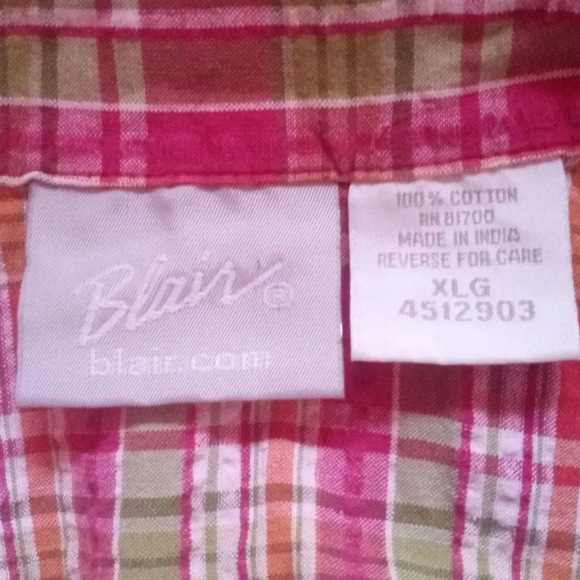 Blair®
blair.com
100% COTTON
RN 81700
MADE IN INDIA
REVERSE FOR CARE
XLG
4512903